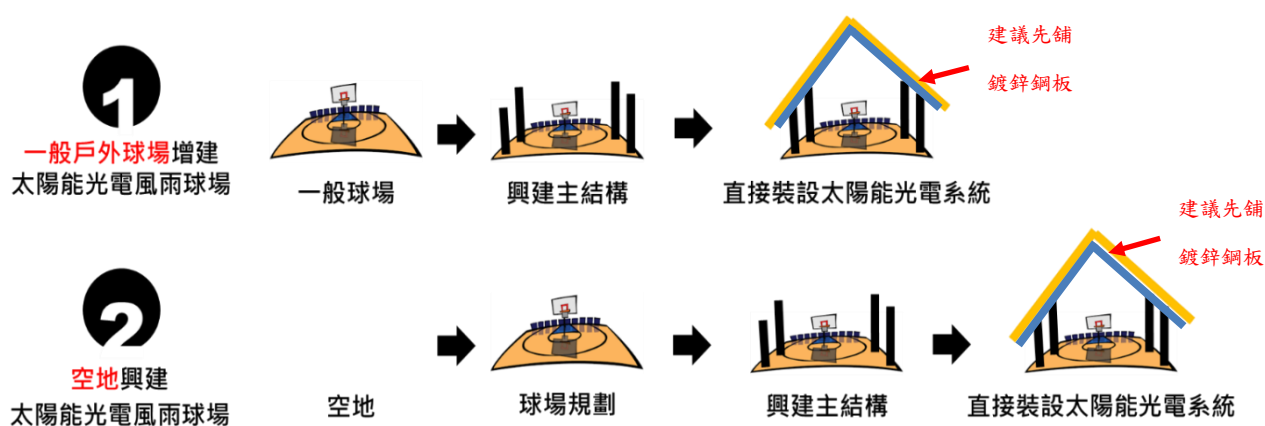 1
一般戶外球場增建
太陽能光電風雨球場
一般球場
興建主結構
直接裝設太陽能光電系統
建議先舖
鍍鋅鋼板
2
空地興建
太陽能光電風雨球場
空地
球場規劃
興建主結構
直接裝設太陽能光電系統
建議先舖
鍍鋅鋼板